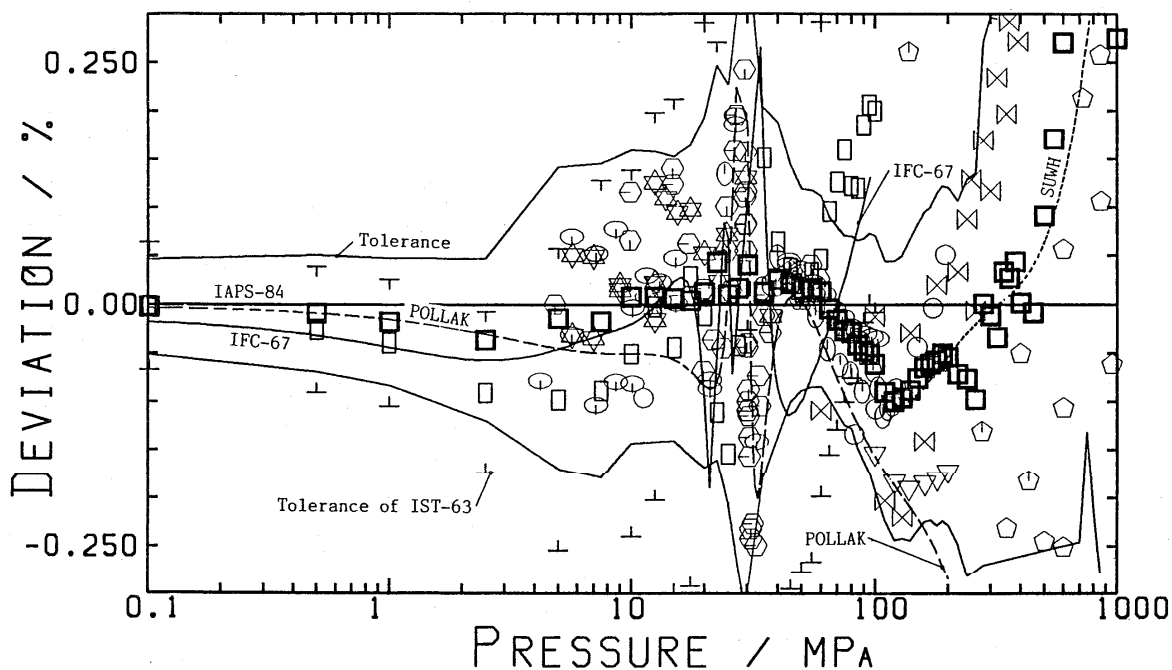 DEVIATION / %
0.250
0.00
-0.250
Tolerance
IAPS-84
POLLAK
IFC-67
Tolerance of IST-63
IFC-67
SUWH
POLLAK
0.1
1
10
100
1000
PRESSURE / MPA